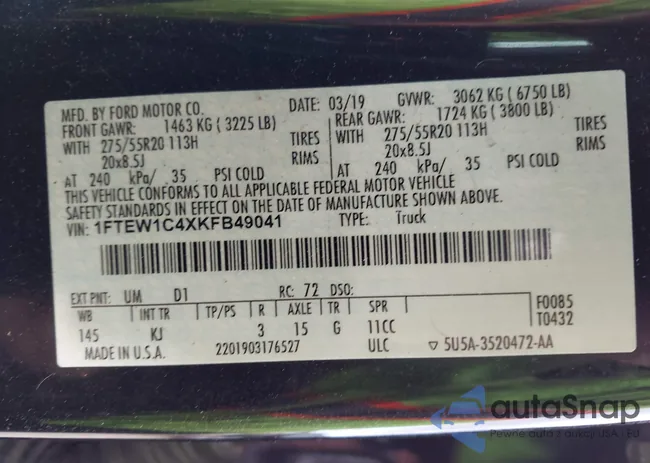 MFD. BY FORD MOTOR CO. DATE: 03/19 GVWR: 3062 KG ( 6750 LB)
FRONT GAWR: 1463 KG ( 3225 LB) REAR GAWR: 1724 KG ( 3800 LB)
WITH 275/55R20 113H TIRES WITH 275/55R20 113H TIRES
20x8.5J RIMS 20x8.5J RIMS
AT 240 kPa/ 35 PSI COLD AT 240 kPa/ 35 PSI COLD
THIS VEHICLE CONFORMS TO ALL APPLICABLE FEDERAL MOTOR VEHICLE
SAFETY STANDARDS IN EFFECT ON THE DATE OF MANUFACTURE SHOWN ABOVE.
VIN: 1FTEW1C4XKFB49041 TYPE: Truck
EXT PNT: UM D1 RC: 72 DSO:
WB INT TR TP/PS R AXLE TR SPR F0085
145 KJ 3 15 G 11CC T0432
MADE IN U.S.A. 2201903176527 ULC ▽ 5U5A-3520472-AA
autaSnap
Pewne auta z aukcji USA - EU